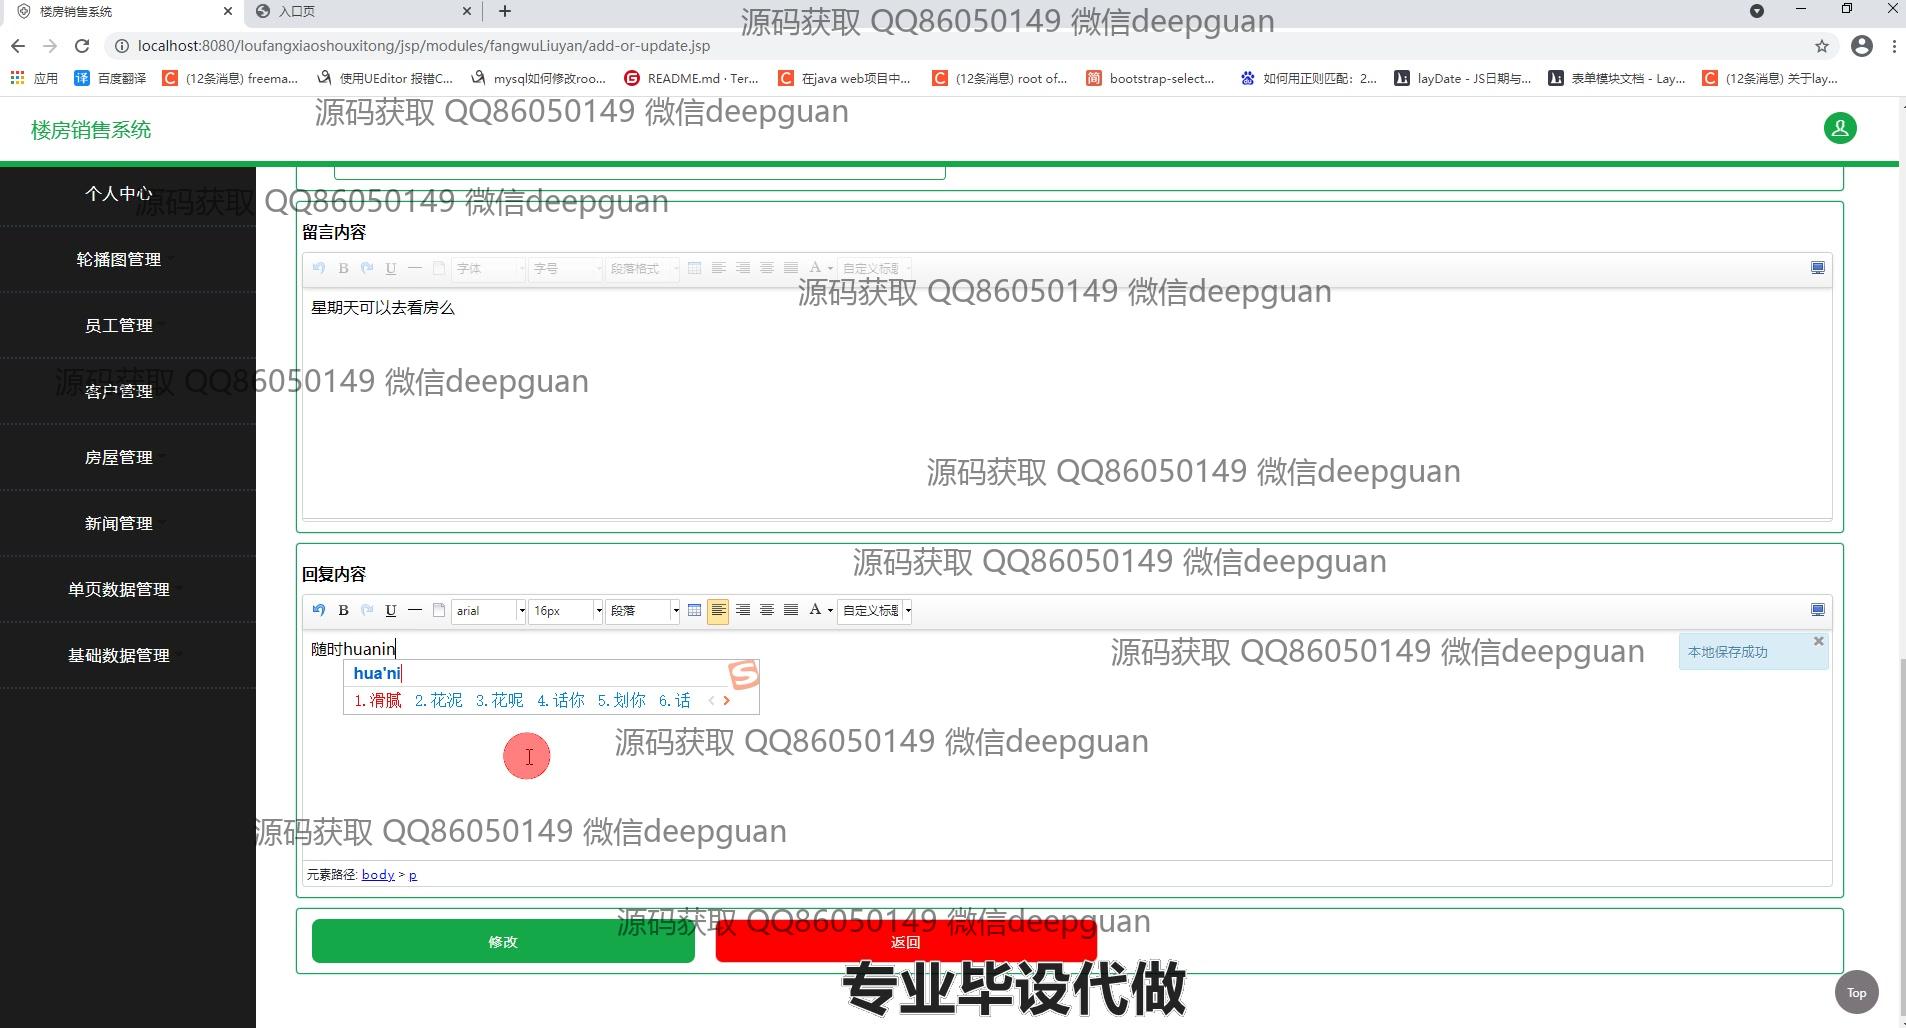 楼房销售系统
入口页
源码获取 QQ86050149 微信deepguan
localhost:8080/loufangxiaoshouxitong/jsp/modules/fangwuLiuyan/add-or-update.jsp
应用
百度翻译
(12条消息) freema...
使用UEditor 报错C...
mysql如何修改roo...
README.md · Ter...
在java web项目中...
(12条消息) root of...
bootstrap-select...
如何用正则匹配：2...
layDate - JS日期与...
表单模块文档 - Lay...
(12条消息) 关于lay...
源码获取 QQ86050149 微信deepguan
楼房销售系统
个人中心
源码获取 QQ86050149 微信deepguan
留言内容
轮播图管理
B U 字体 字号 段落格式 A 自定义标题
源码获取 QQ86050149 微信deepguan
星期天可以去看房么
员工管理
源码获取 QQ86050149 微信deepguan
客户管理
房屋管理
源码获取 QQ86050149 微信deepguan
新闻管理
源码获取 QQ86050149 微信deepguan
回复内容
单页数据管理
B U arial 16px 段落 A 自定义标题
随时huanin
源码获取 QQ86050149 微信deepguan
本地保存成功
基础数据管理
hua'ni
1.滑腻 2.花泥 3.花呢 4.话你 5.划你 6.话
源码获取 QQ86050149 微信deepguan
源码获取 QQ86050149 微信deepguan
元素路径: body > p
源码获取 QQ86050149 微信deepguan
修改
返回
专业毕设代做
Top